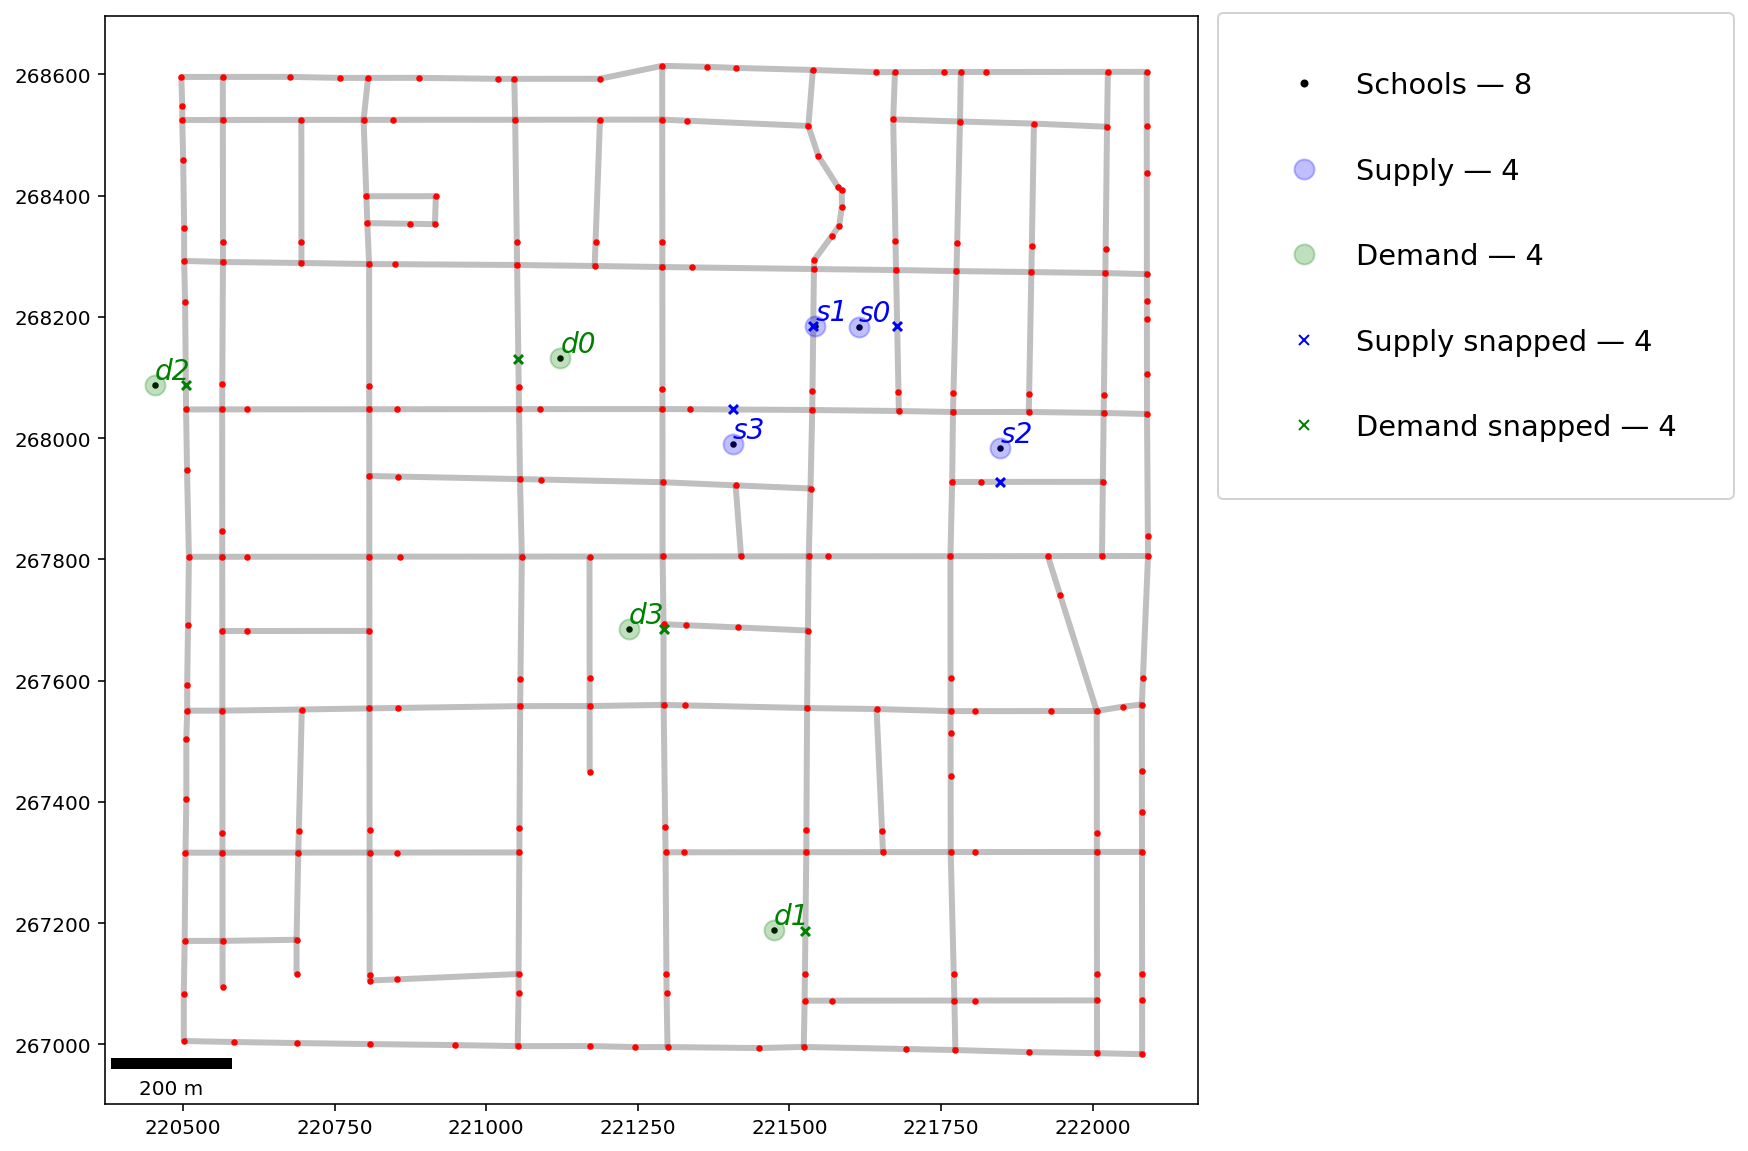 268600
268400
268200
268000
267800
267600
267400
267200
267000
220500
220750
221000
221250
221500
221750
222000
200 m
s1
s0
d0
d2
s3
s2
d3
d1
Schools — 8
Supply — 4
Demand — 4
Supply snapped — 4
Demand snapped — 4